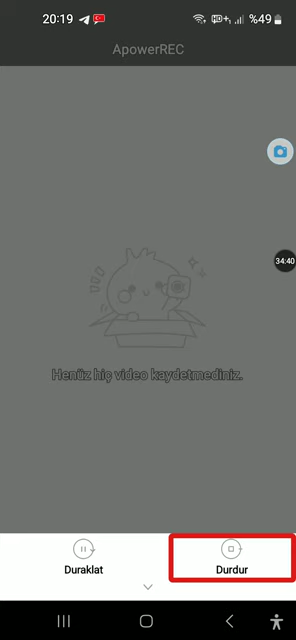 20:19 %49
ApowerREC
34:40
Henüz hiç video kaydetmediniz.
Duraklat Durdur